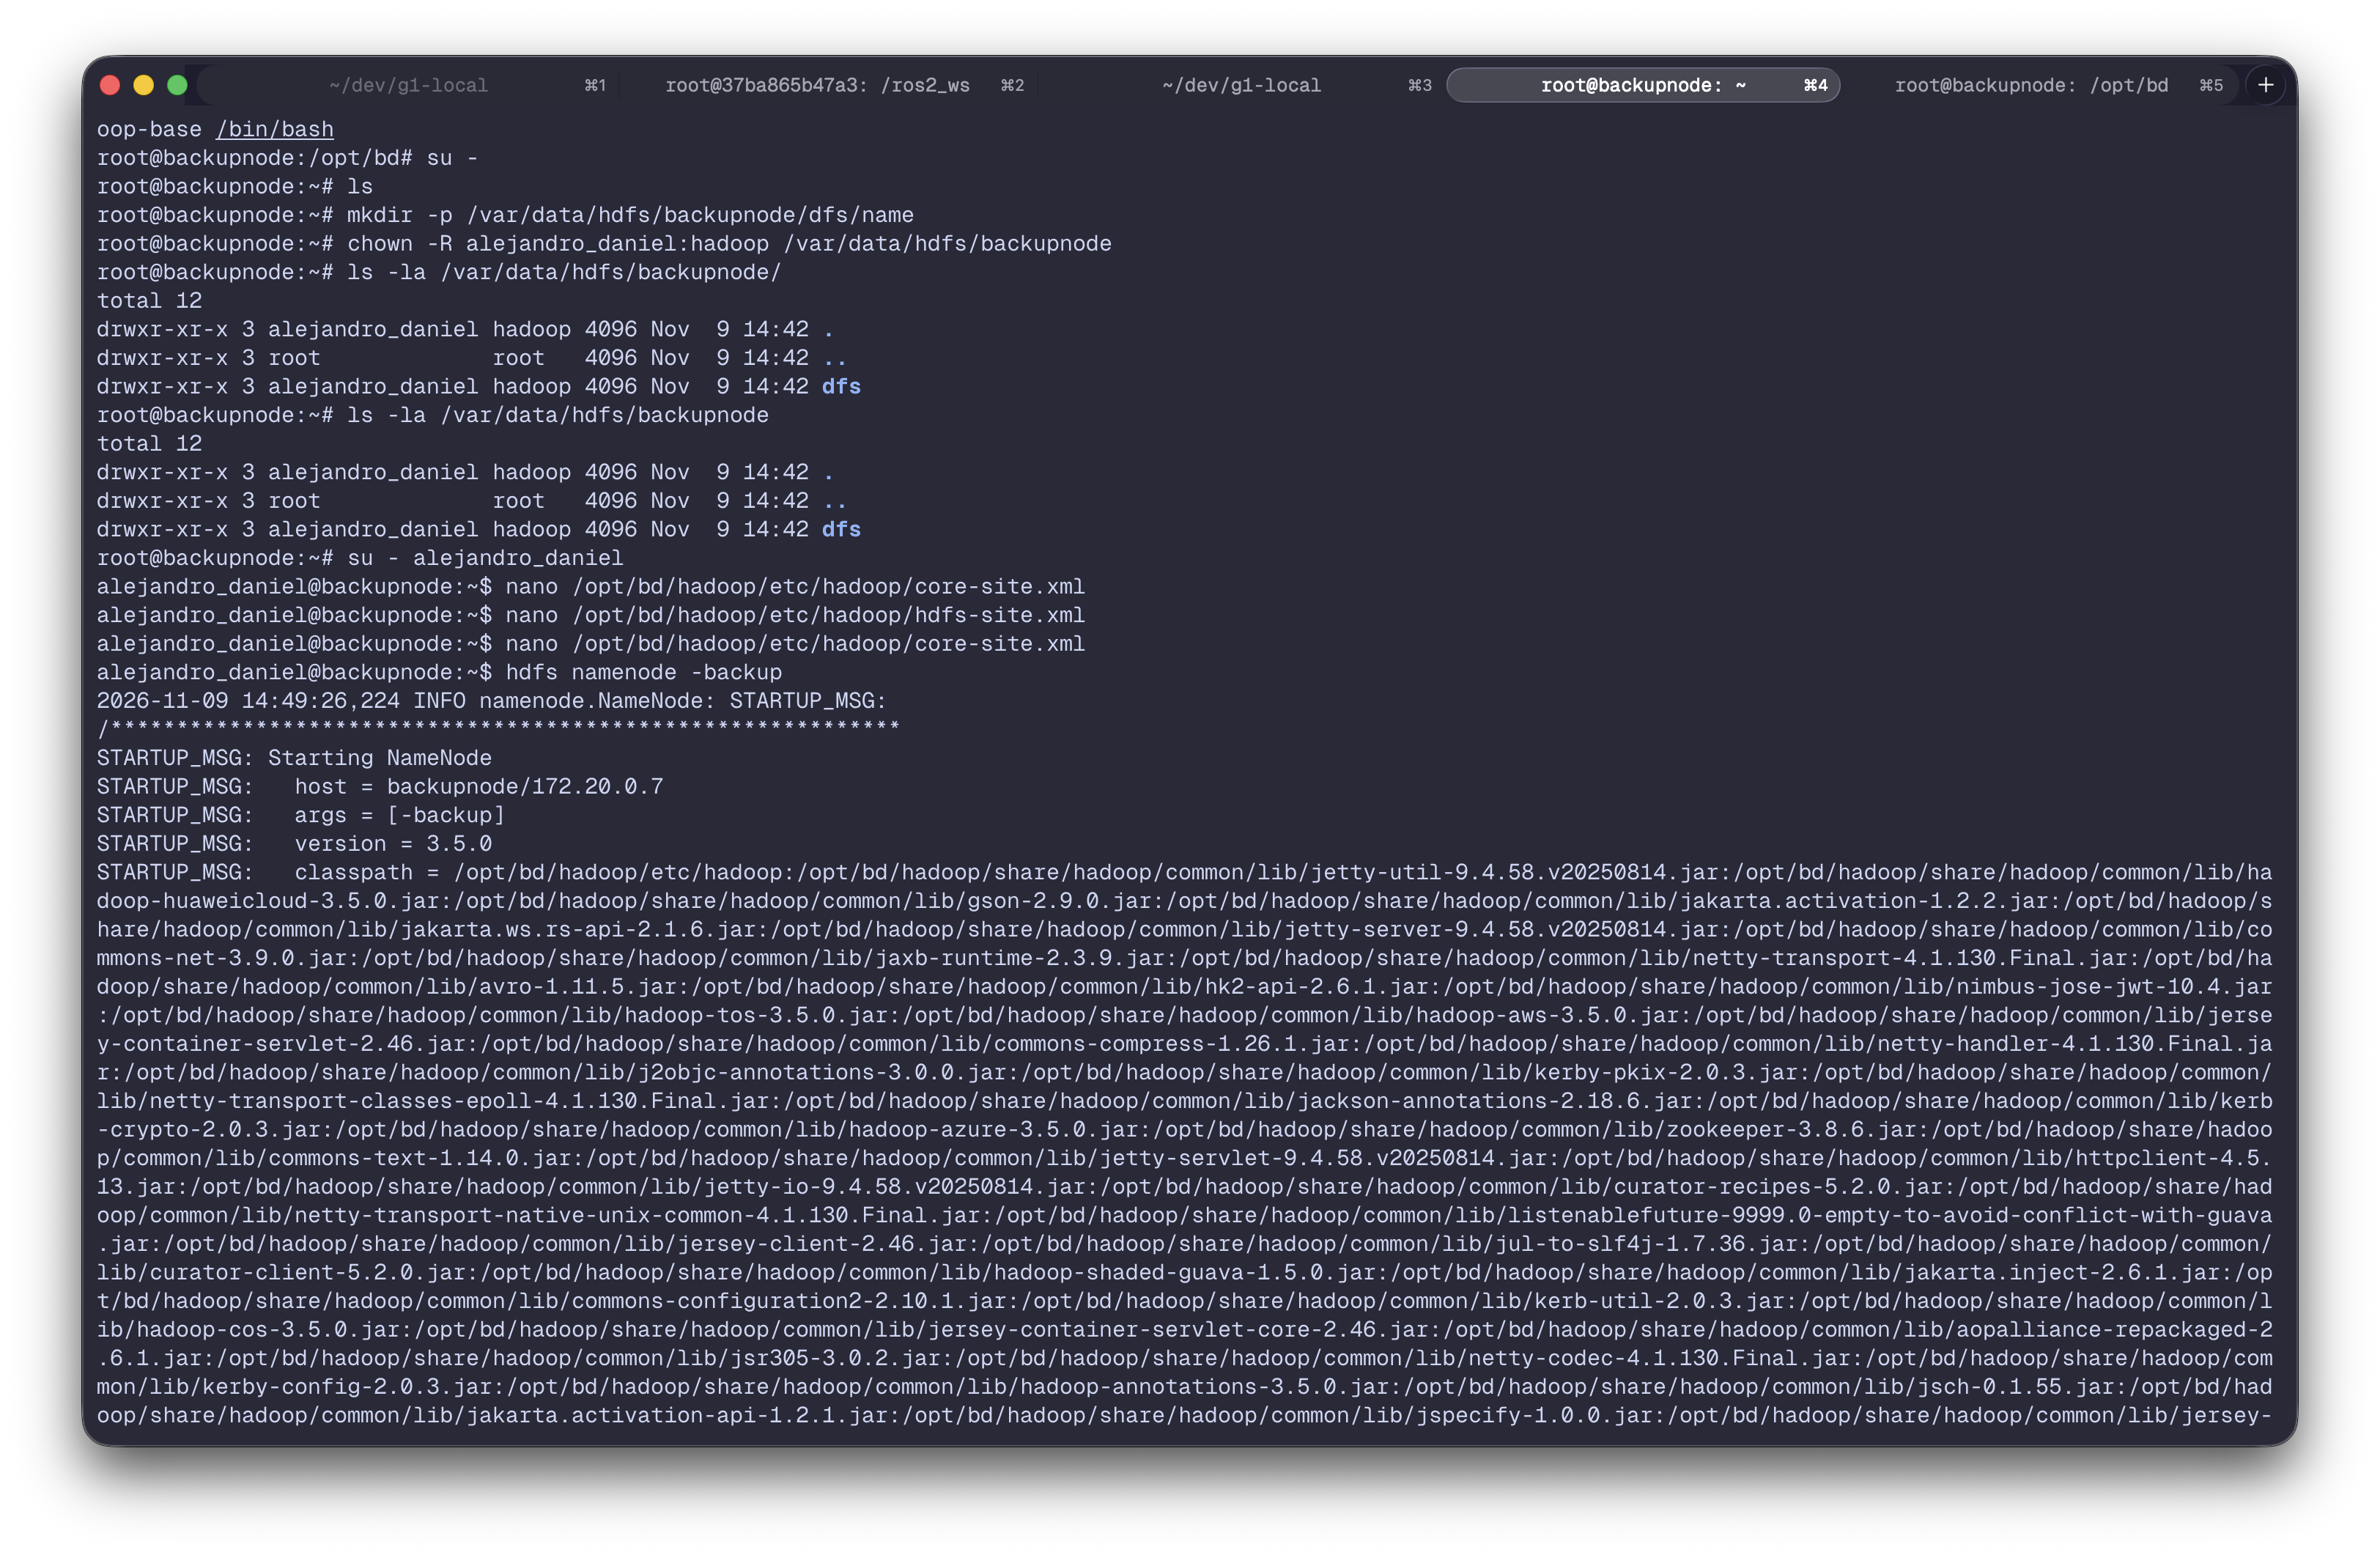 ~/dev/g1-local ⌘1 root@37ba865b47a3: /ros2_ws ⌘2 ~/dev/g1-local ⌘3 root@backupnode: ~ ⌘4 root@backupnode: /opt/bd ⌘5 +
oop-base /bin/bash
root@backupnode:/opt/bd# su -
root@backupnode:~# ls
root@backupnode:~# mkdir -p /var/data/hdfs/backupnode/dfs/name
root@backupnode:~# chown -R alejandro_daniel:hadoop /var/data/hdfs/backupnode
root@backupnode:~# ls -la /var/data/hdfs/backupnode/
total 12
drwxr-xr-x 3 alejandro_daniel hadoop 4096 Nov  9 14:42 .
drwxr-xr-x 3 root             root   4096 Nov  9 14:42 ..
drwxr-xr-x 3 alejandro_daniel hadoop 4096 Nov  9 14:42 dfs
root@backupnode:~# ls -la /var/data/hdfs/backupnode
total 12
drwxr-xr-x 3 alejandro_daniel hadoop 4096 Nov  9 14:42 .
drwxr-xr-x 3 root             root   4096 Nov  9 14:42 ..
drwxr-xr-x 3 alejandro_daniel hadoop 4096 Nov  9 14:42 dfs
root@backupnode:~# su - alejandro_daniel
alejandro_daniel@backupnode:~$ nano /opt/bd/hadoop/etc/hadoop/core-site.xml
alejandro_daniel@backupnode:~$ nano /opt/bd/hadoop/etc/hadoop/hdfs-site.xml
alejandro_daniel@backupnode:~$ nano /opt/bd/hadoop/etc/hadoop/core-site.xml
alejandro_daniel@backupnode:~$ hdfs namenode -backup
2026-11-09 14:49:26,224 INFO namenode.NameNode: STARTUP_MSG:
/************************************************************
STARTUP_MSG: Starting NameNode
STARTUP_MSG:   host = backupnode/172.20.0.7
STARTUP_MSG:   args = [-backup]
STARTUP_MSG:   version = 3.5.0
STARTUP_MSG:   classpath = /opt/bd/hadoop/etc/hadoop:/opt/bd/hadoop/share/hadoop/common/lib/jetty-util-9.4.58.v20250814.jar:/opt/bd/hadoop/share/hadoop/common/lib/ha
doop-huaweicloud-3.5.0.jar:/opt/bd/hadoop/share/hadoop/common/lib/gson-2.9.0.jar:/opt/bd/hadoop/share/hadoop/common/lib/jakarta.activation-1.2.2.jar:/opt/bd/hadoop/s
hare/hadoop/common/lib/jakarta.ws.rs-api-2.1.6.jar:/opt/bd/hadoop/share/hadoop/common/lib/jetty-server-9.4.58.v20250814.jar:/opt/bd/hadoop/share/hadoop/common/lib/co
mmons-net-3.9.0.jar:/opt/bd/hadoop/share/hadoop/common/lib/jaxb-runtime-2.3.9.jar:/opt/bd/hadoop/share/hadoop/common/lib/netty-transport-4.1.130.Final.jar:/opt/bd/ha
doop/share/hadoop/common/lib/avro-1.11.5.jar:/opt/bd/hadoop/share/hadoop/common/lib/hk2-api-2.6.1.jar:/opt/bd/hadoop/share/hadoop/common/lib/nimbus-jose-jwt-10.4.jar
:/opt/bd/hadoop/share/hadoop/common/lib/hadoop-tos-3.5.0.jar:/opt/bd/hadoop/share/hadoop/common/lib/hadoop-aws-3.5.0.jar:/opt/bd/hadoop/share/hadoop/common/lib/jerse
y-container-servlet-2.46.jar:/opt/bd/hadoop/share/hadoop/common/lib/commons-compress-1.26.1.jar:/opt/bd/hadoop/share/hadoop/common/lib/netty-handler-4.1.130.Final.ja
r:/opt/bd/hadoop/share/hadoop/common/lib/j2objc-annotations-3.0.0.jar:/opt/bd/hadoop/share/hadoop/common/lib/kerby-pkix-2.0.3.jar:/opt/bd/hadoop/share/hadoop/common/
lib/netty-transport-classes-epoll-4.1.130.Final.jar:/opt/bd/hadoop/share/hadoop/common/lib/jackson-annotations-2.18.6.jar:/opt/bd/hadoop/share/hadoop/common/lib/kerb
-crypto-2.0.3.jar:/opt/bd/hadoop/share/hadoop/common/lib/hadoop-azure-3.5.0.jar:/opt/bd/hadoop/share/hadoop/common/lib/zookeeper-3.8.6.jar:/opt/bd/hadoop/share/hadoo
p/common/lib/commons-text-1.14.0.jar:/opt/bd/hadoop/share/hadoop/common/lib/jetty-servlet-9.4.58.v20250814.jar:/opt/bd/hadoop/share/hadoop/common/lib/httpclient-4.5.
13.jar:/opt/bd/hadoop/share/hadoop/common/lib/jetty-io-9.4.58.v20250814.jar:/opt/bd/hadoop/share/hadoop/common/lib/curator-recipes-5.2.0.jar:/opt/bd/hadoop/share/had
oop/common/lib/netty-transport-native-unix-common-4.1.130.Final.jar:/opt/bd/hadoop/share/hadoop/common/lib/listenablefuture-9999.0-empty-to-avoid-conflict-with-guava
.jar:/opt/bd/hadoop/share/hadoop/common/lib/jersey-client-2.46.jar:/opt/bd/hadoop/share/hadoop/common/lib/jul-to-slf4j-1.7.36.jar:/opt/bd/hadoop/share/hadoop/common/
lib/curator-client-5.2.0.jar:/opt/bd/hadoop/share/hadoop/common/lib/hadoop-shaded-guava-1.5.0.jar:/opt/bd/hadoop/share/hadoop/common/lib/jakarta.inject-2.6.1.jar:/op
t/bd/hadoop/share/hadoop/common/lib/commons-configuration2-2.10.1.jar:/opt/bd/hadoop/share/hadoop/common/lib/kerb-util-2.0.3.jar:/opt/bd/hadoop/share/hadoop/common/l
ib/hadoop-cos-3.5.0.jar:/opt/bd/hadoop/share/hadoop/common/lib/jersey-container-servlet-core-2.46.jar:/opt/bd/hadoop/share/hadoop/common/lib/aopalliance-repackaged-2
.6.1.jar:/opt/bd/hadoop/share/hadoop/common/lib/jsr305-3.0.2.jar:/opt/bd/hadoop/share/hadoop/common/lib/netty-codec-4.1.130.Final.jar:/opt/bd/hadoop/share/hadoop/com
mon/lib/kerby-config-2.0.3.jar:/opt/bd/hadoop/share/hadoop/common/lib/hadoop-annotations-3.5.0.jar:/opt/bd/hadoop/share/hadoop/common/lib/jsch-0.1.55.jar:/opt/bd/had
oop/share/hadoop/common/lib/jakarta.activation-api-1.2.1.jar:/opt/bd/hadoop/share/hadoop/common/lib/jspecify-1.0.0.jar:/opt/bd/hadoop/share/hadoop/common/lib/jersey-